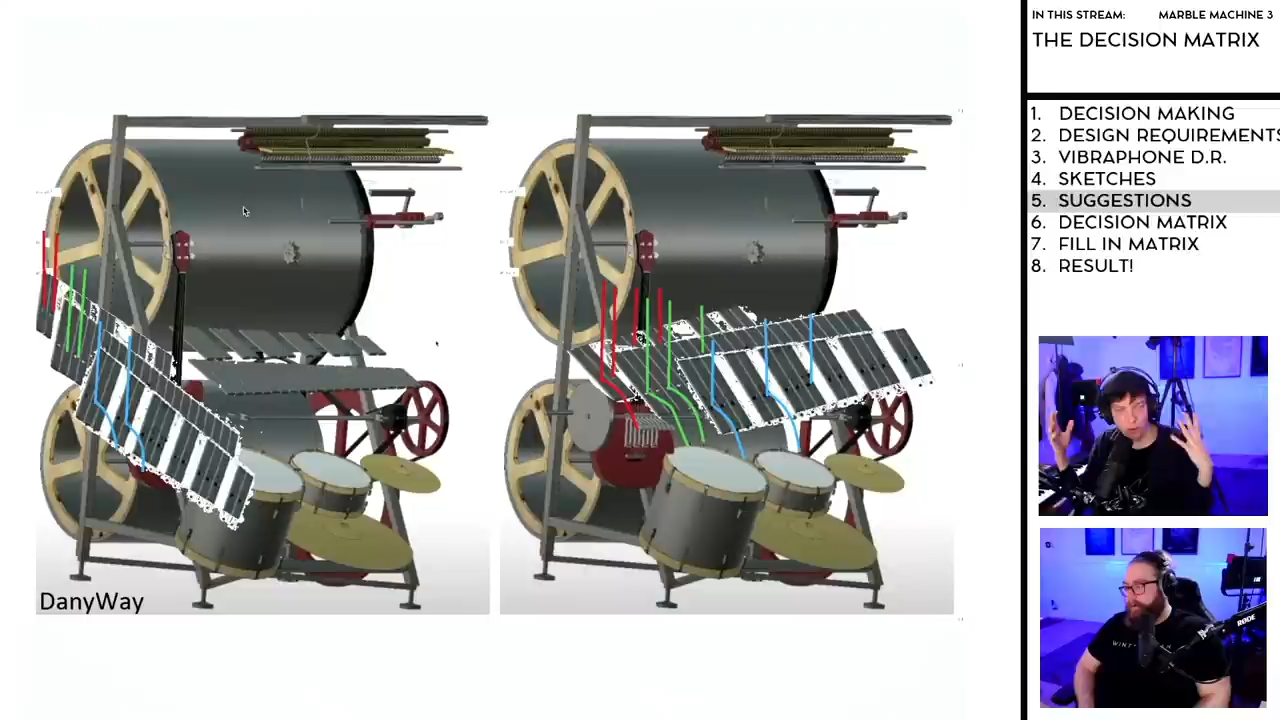 IN THIS STREAM: MARBLE MACHINE 3
THE DECISION MATRIX
1. DECISION MAKING
2. DESIGN REQUIREMENTS
3. VIBRAPHONE D.R.
4. SKETCHES
5. SUGGESTIONS
6. DECISION MATRIX
7. FILL IN MATRIX
8. RESULT!
DanyWay
RODE